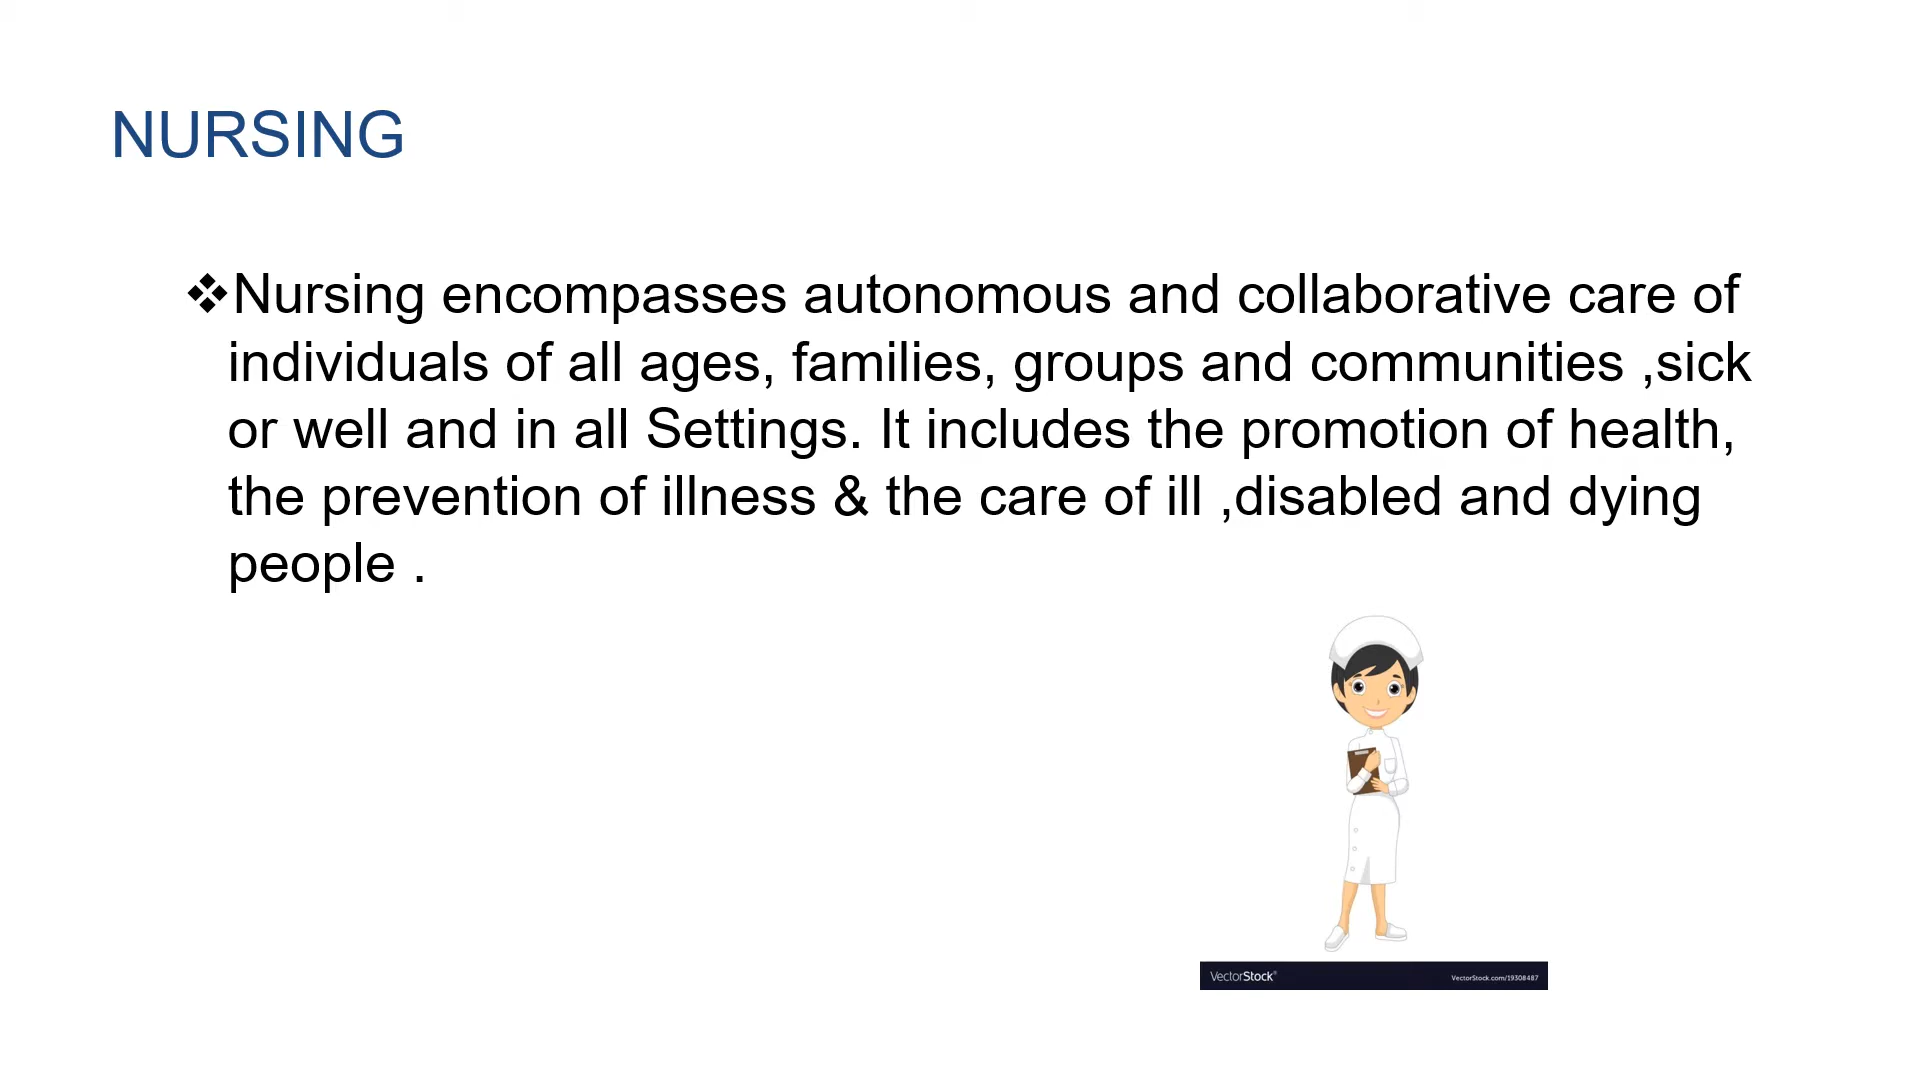 NURSING
❖Nursing encompasses autonomous and collaborative care of
individuals of all ages, families, groups and communities ,sick
or well and in all Settings. It includes the promotion of health,
the prevention of illness & the care of ill ,disabled and dying
people .
VectorStock®
VectorStock.com/19308487